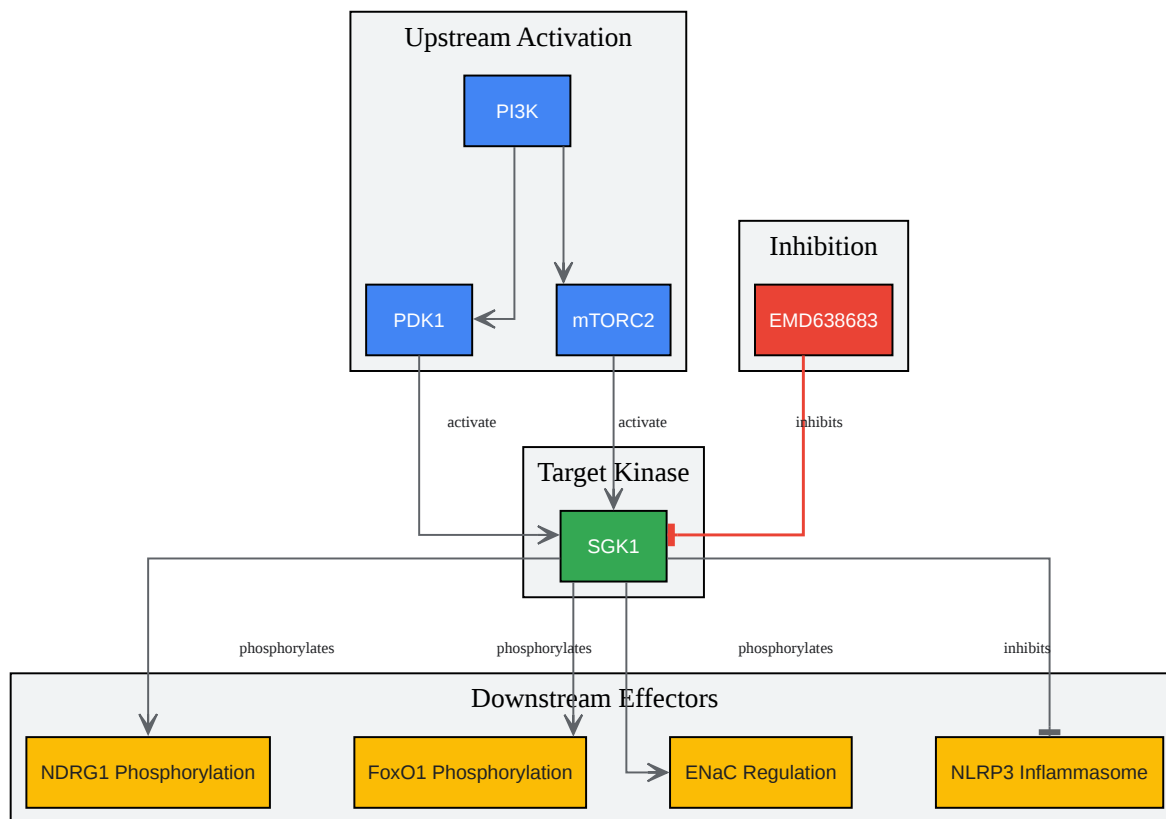 Upstream Activation
PI3K
Inhibition
PDK1
mTORC2
EMD638683
activate
activate
inhibits
Target Kinase
SGK1
phosphorylates
phosphorylates
phosphorylates
inhibits
Downstream Effectors
NDRG1 Phosphorylation
FoxO1 Phosphorylation
ENaC Regulation
NLRP3 Inflammasome